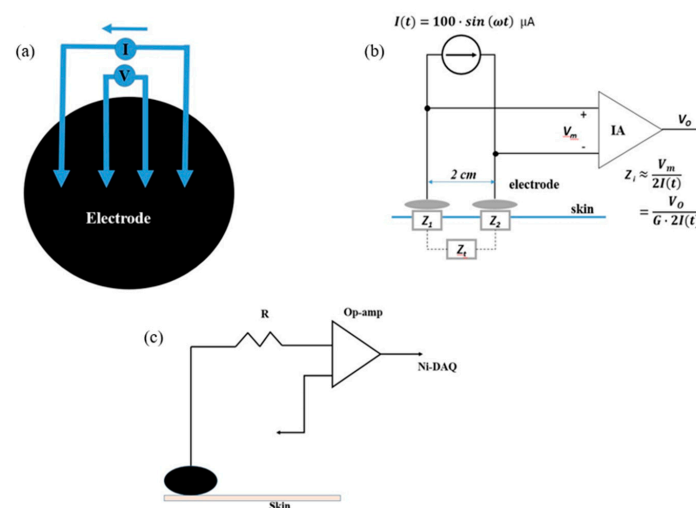 (a)
I
V
Electrode
(b)
I(t) = 100·sin (ωt) μA
+
Vm
-
IA
Vo
2 cm
electrode
Zi ≈ Vm / 2I(t)
= VO / G·2I(t)
skin
Z1
Z2
Zt
(c)
R
Op-amp
Ni-DAQ
Skin